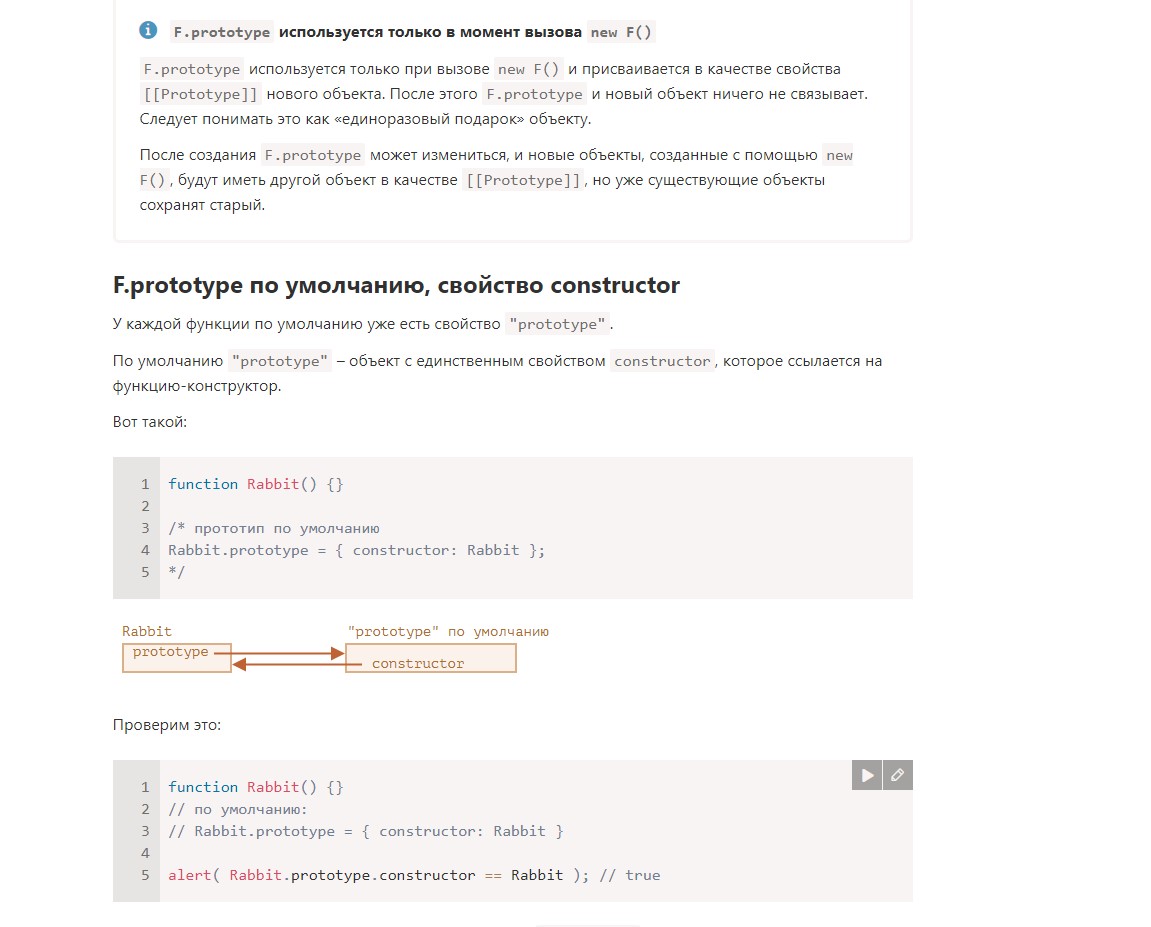 F.prototype используется только в момент вызова new F()
F.prototype используется только при вызове new F() и присваивается в качестве свойства
[[Prototype]] нового объекта. После этого F.prototype и новый объект ничего не связывает.
Следует понимать это как «единоразовый подарок» объекту.
После создания F.prototype может измениться, и новые объекты, созданные с помощью new
F(), будут иметь другой объект в качестве [[Prototype]], но уже существующие объекты
сохранят старый.
F.prototype по умолчанию, свойство constructor
У каждой функции по умолчанию уже есть свойство "prototype".
По умолчанию "prototype" – объект с единственным свойством constructor, которое ссылается на
функцию-конструктор.
Вот такой:
1 function Rabbit() {}
2
3 /* прототип по умолчанию
4 Rabbit.prototype = { constructor: Rabbit };
5 */
Rabbit "prototype" по умолчанию
prototype
constructor
Проверим это:
1 function Rabbit() {}
2 // по умолчанию:
3 // Rabbit.prototype = { constructor: Rabbit }
4
5 alert( Rabbit.prototype.constructor == Rabbit ); // true